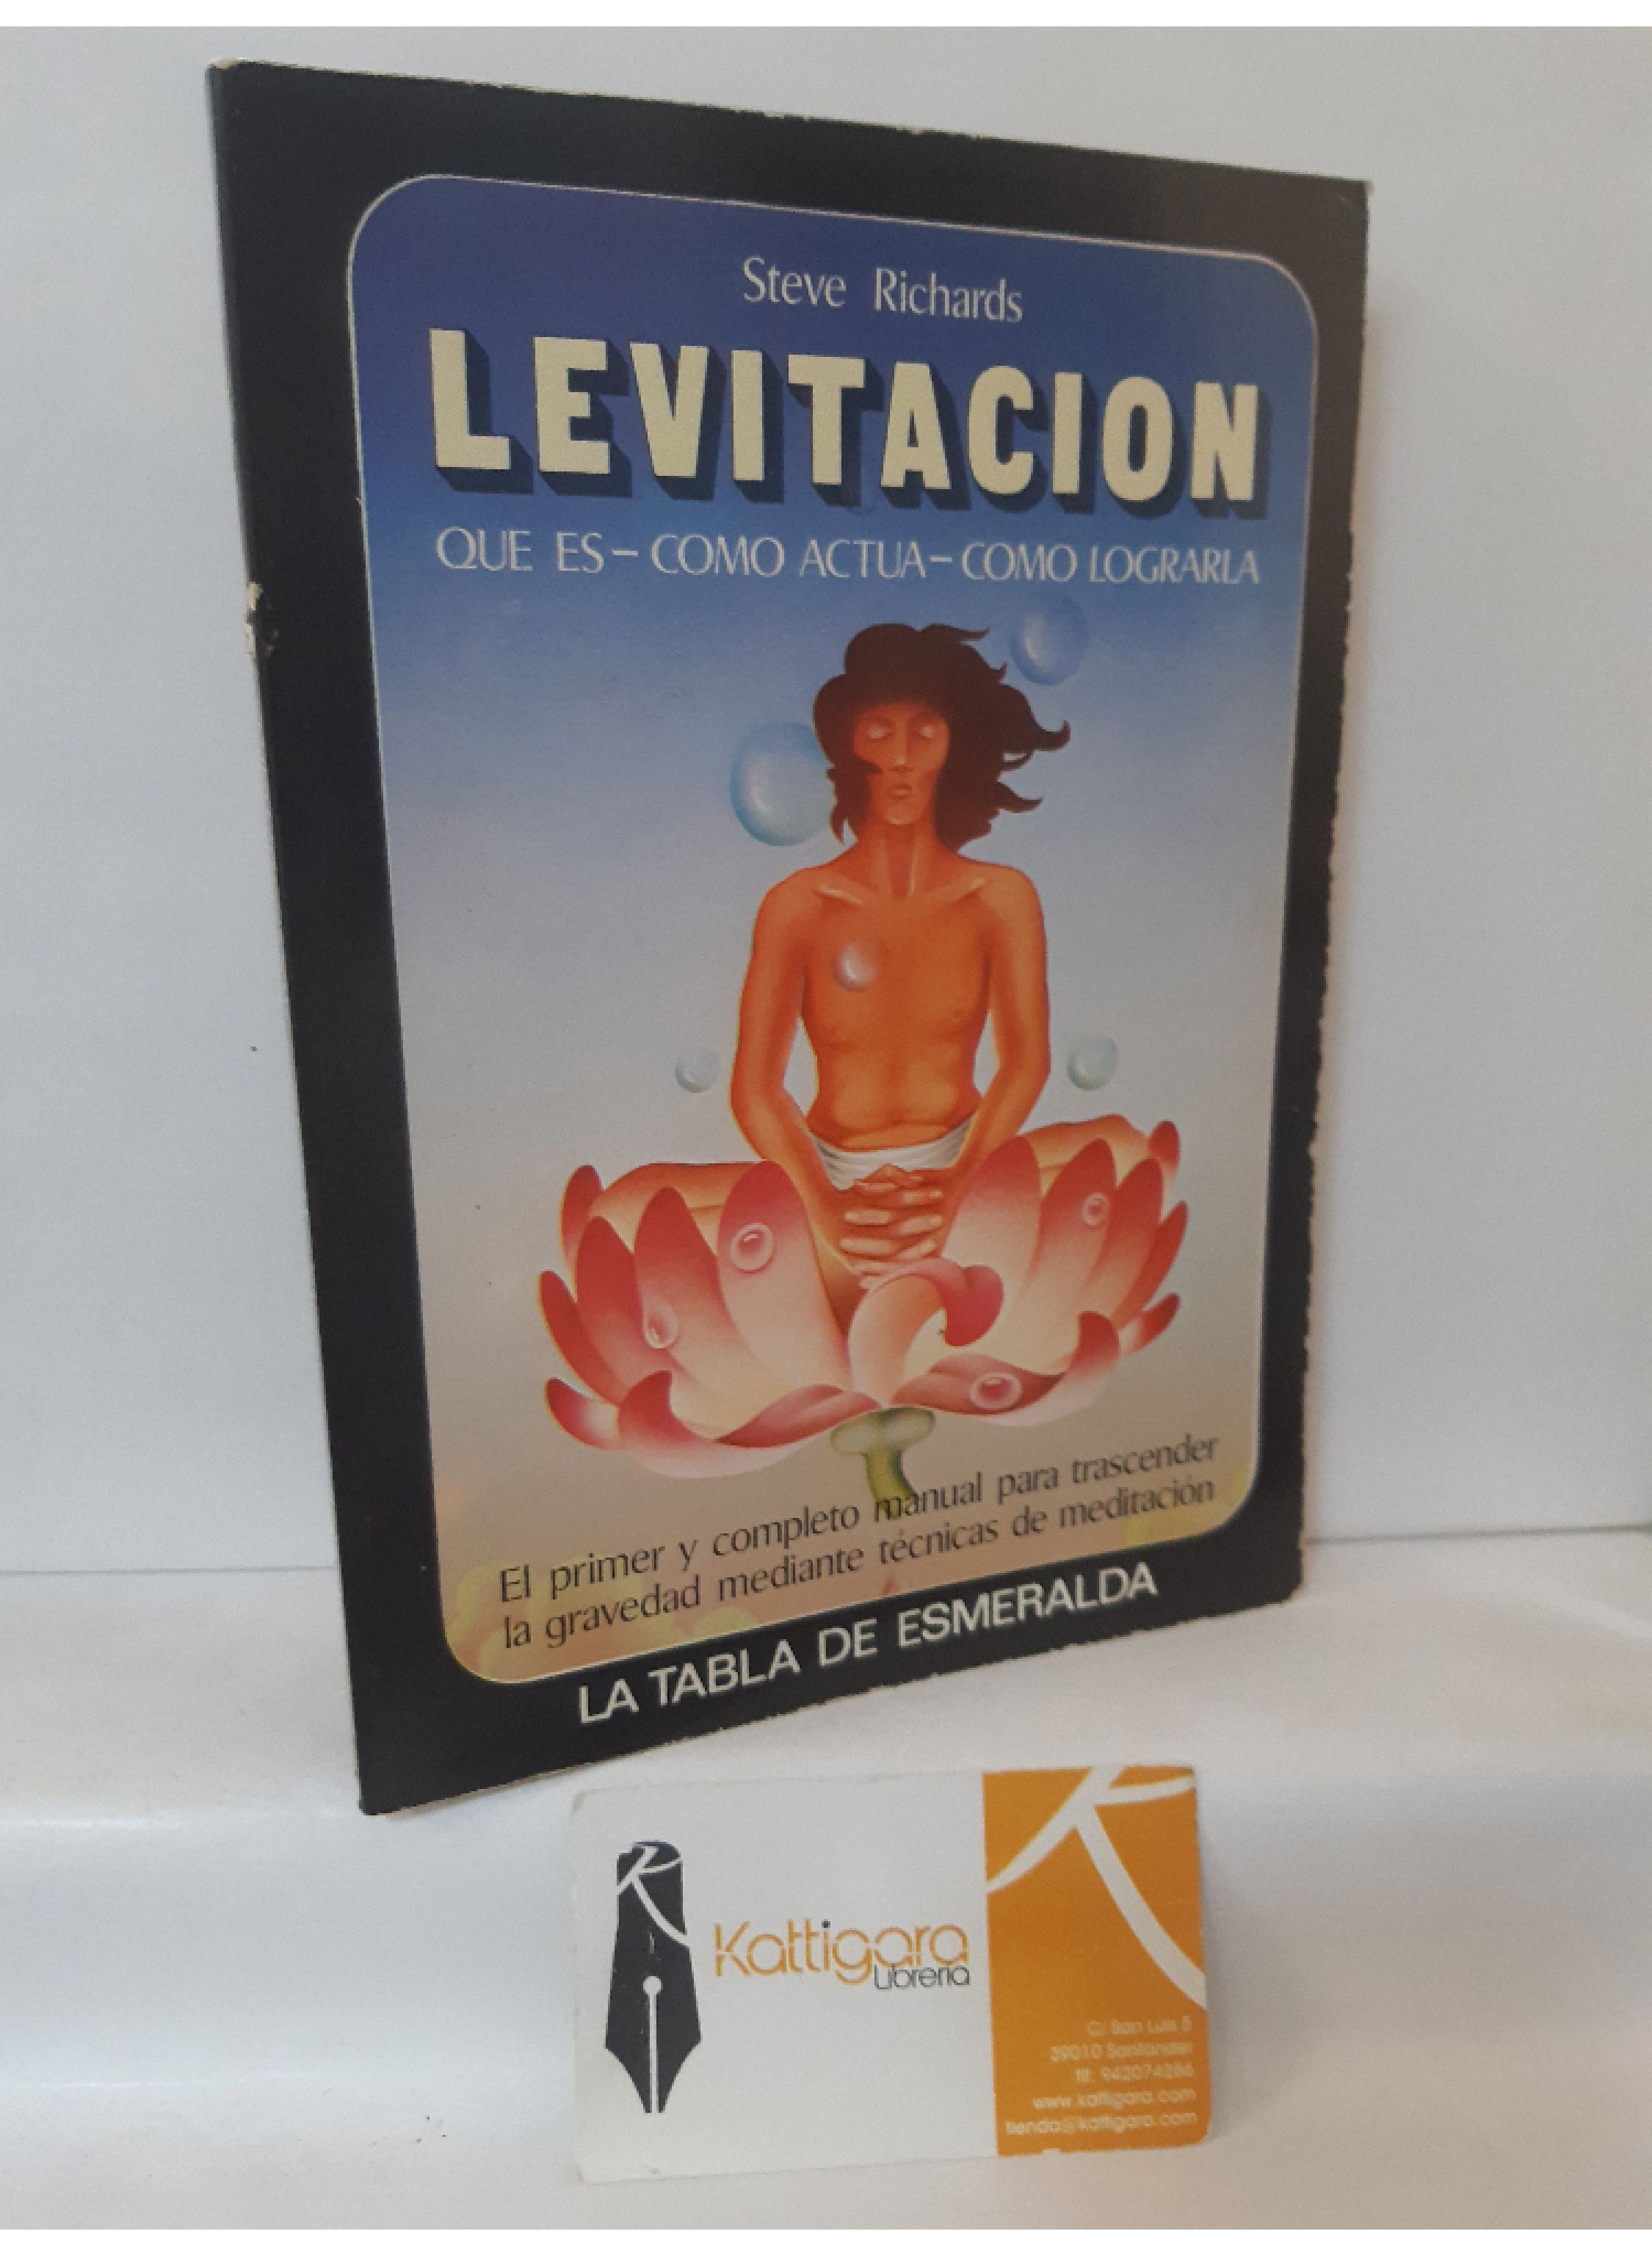 Steve Richards
LEVITACION
QUE ES - COMO ACTUA - COMO LOGRARLA
El primer y completo manual para trascender
la gravedad mediante técnicas de meditación
LA TABLA DE ESMERALDA
Kattigara
Librería
C/ San Luis 5
39010 Santander
tlf: 942074286
www.kattigara.com
tienda@kattigara.com